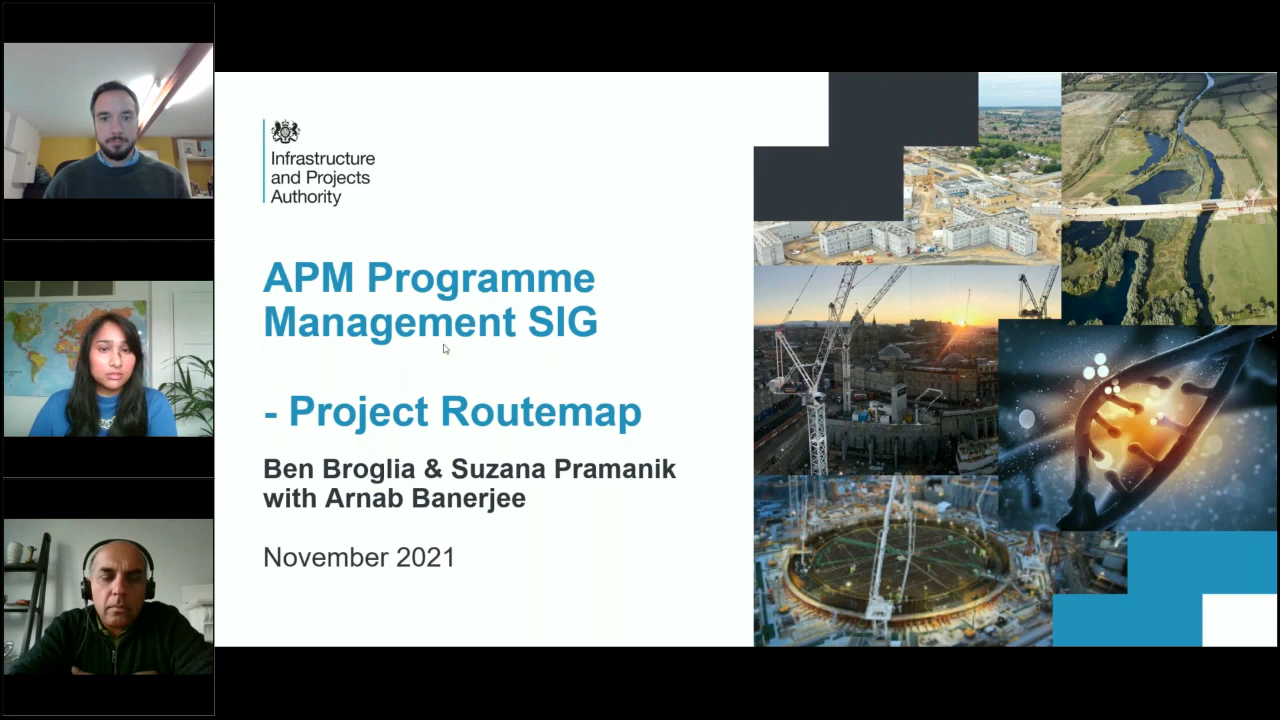 Infrastructure
and Projects
Authority
APM Programme
Management SIG
- Project Routemap
Ben Broglia & Suzana Pramanik
with Arnab Banerjee
November 2021